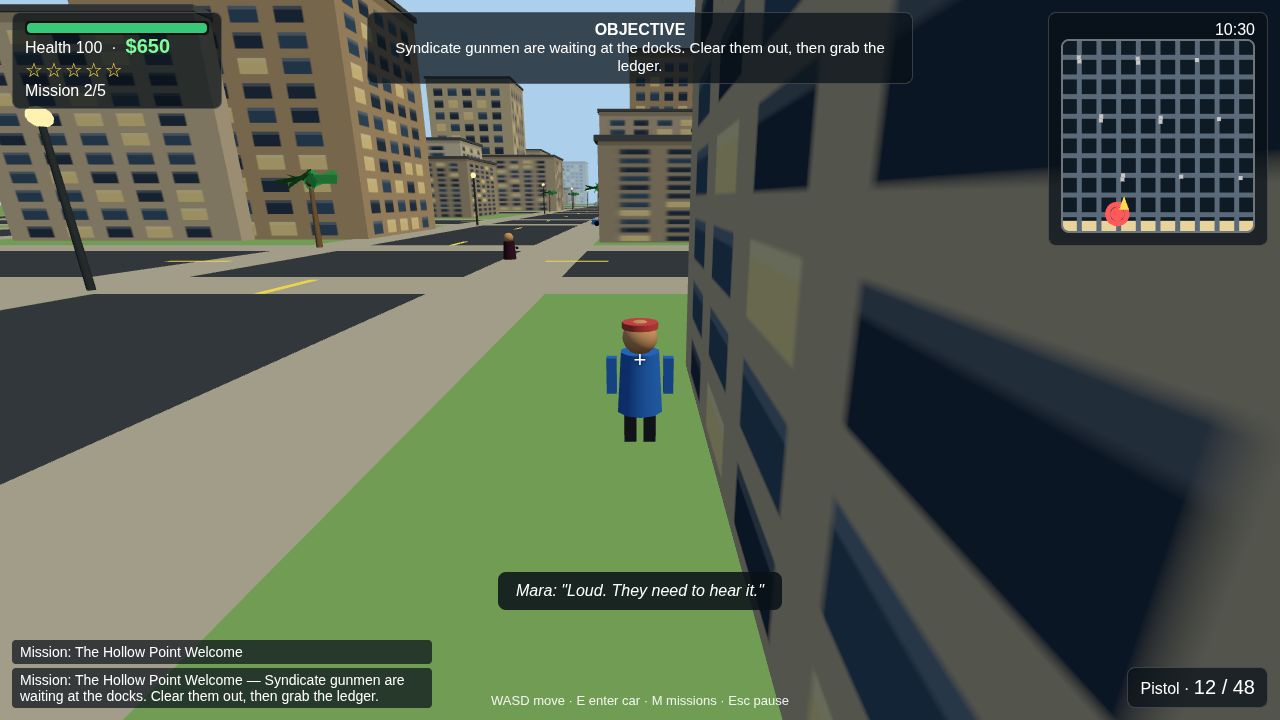 Health 100 · $650
☆☆☆☆☆
Mission 2/5
OBJECTIVE
Syndicate gunmen are waiting at the docks. Clear them out, then grab the
ledger.
10:30
Mara: "Loud. They need to hear it."
Mission: The Hollow Point Welcome
Mission: The Hollow Point Welcome — Syndicate gunmen are
waiting at the docks. Clear them out, then grab the ledger.
WASD move · E enter car · M missions · Esc pause
Pistol · 12 / 48